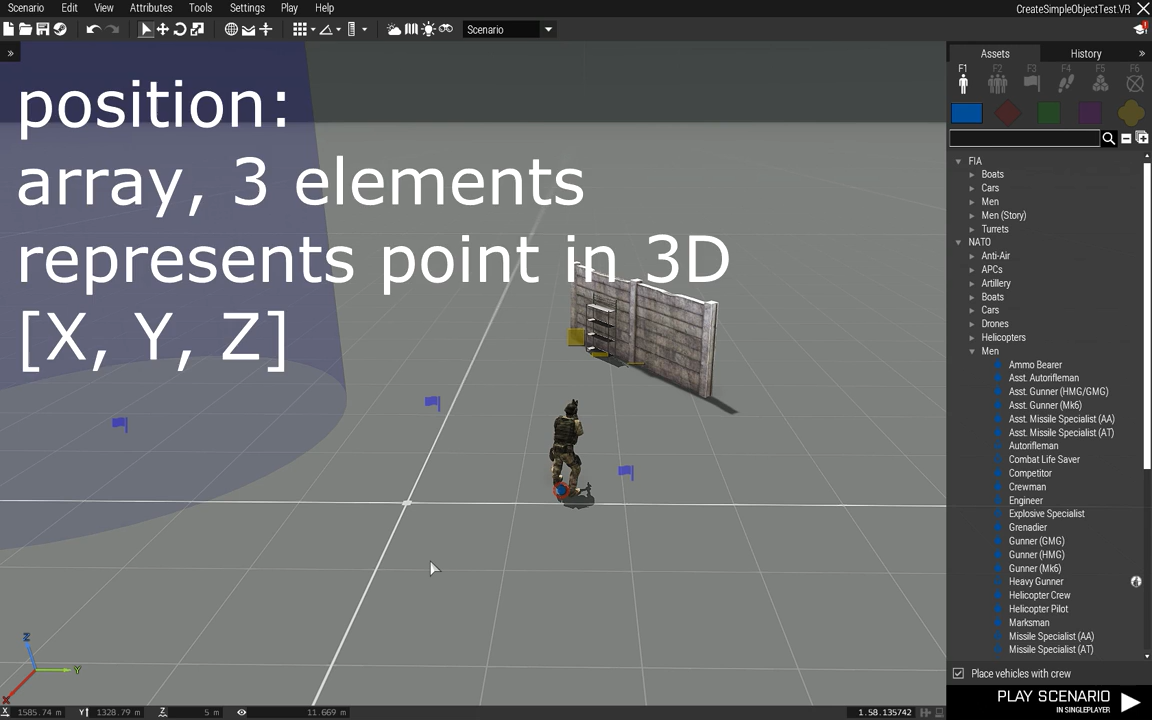 Scenario Edit View Attributes Tools Settings Play Help
CreateSimpleObjectTest.VR
Scenario
Assets History
F1 F2 F3 F4 F5 F6
position:
array, 3 elements
represents point in 3D
[X, Y, Z]
FIA
Boats
Cars
Men
Men (Story)
Turrets
NATO
Anti-Air
APCs
Artillery
Boats
Cars
Drones
Helicopters
Men
Ammo Bearer
Asst. Autorifleman
Asst. Gunner (HMG/GMG)
Asst. Gunner (Mk6)
Asst. Missile Specialist (AA)
Asst. Missile Specialist (AT)
Autorifleman
Combat Life Saver
Competitor
Crewman
Engineer
Explosive Specialist
Grenadier
Gunner (GMG)
Gunner (HMG)
Gunner (Mk6)
Heavy Gunner
Helicopter Crew
Helicopter Pilot
Marksman
Missile Specialist (AA)
Missile Specialist (AT)
Place vehicles with crew
PLAY SCENARIO
IN SINGLEPLAYER
Z
Y
X
X 1585.74 m Y 1328.79 m Z 5 m 11.669 m 1.58.135742